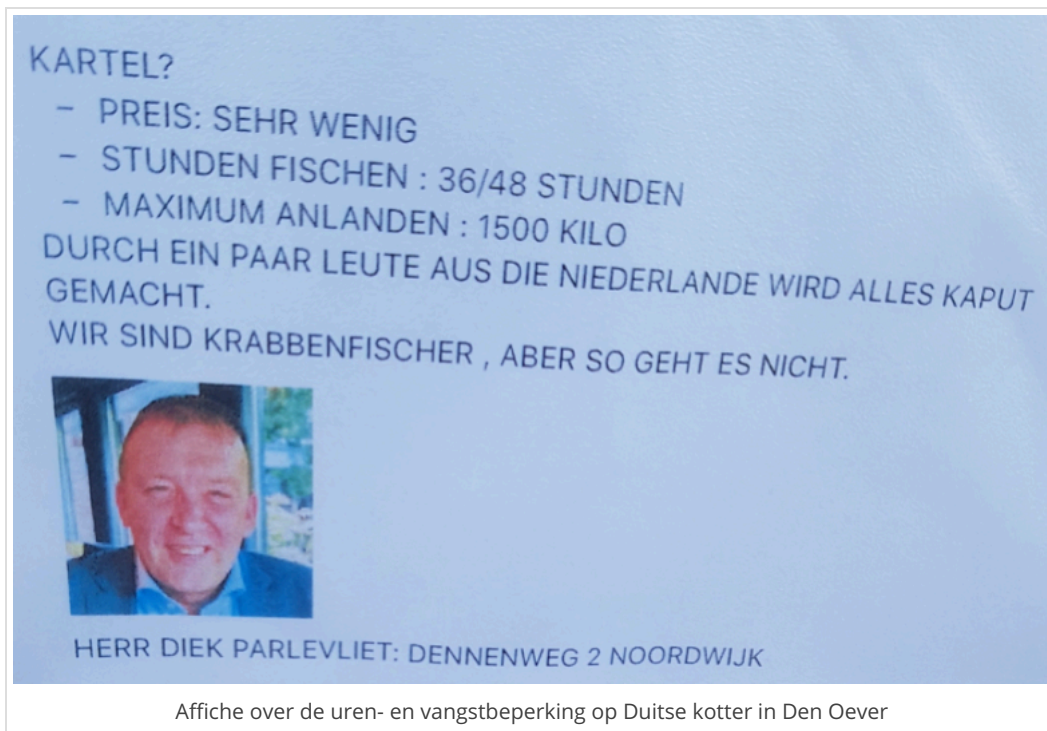 KARTEL?
- PREIS: SEHR WENIG
- STUNDEN FISCHEN : 36/48 STUNDEN
- MAXIMUM ANLANDEN : 1500 KILO
DURCH EIN PAAR LEUTE AUS DIE NIEDERLANDE WIRD ALLES KAPUT
GEMACHT.
WIR SIND KRABBENFISCHER , ABER SO GEHT ES NICHT.
HERR DIEK PARLEVLIET: DENNENWEG 2 NOORDWIJK
Affiche over de uren- en vangstbeperking op Duitse kotter in Den Oever